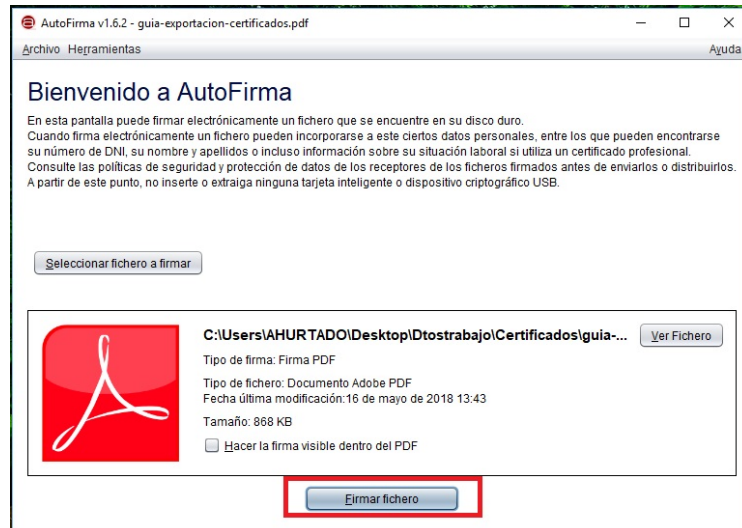 AutoFirma v1.6.2 - guia-exportacion-certificados.pdf
Archivo Herramientas Ayuda
Bienvenido a AutoFirma
En esta pantalla puede firmar electrónicamente un fichero que se encuentre en su disco duro.
Cuando firma electrónicamente un fichero pueden incorporarse a este ciertos datos personales, entre los que pueden encontrarse
su número de DNI, su nombre y apellidos o incluso información sobre su situación laboral si utiliza un certificado profesional.
Consulte las políticas de seguridad y protección de datos de los receptores de los ficheros firmados antes de enviarlos o distribuirlos.
A partir de este punto, no inserte o extraiga ninguna tarjeta inteligente o dispositivo criptográfico USB.
Seleccionar fichero a firmar
C:\Users\AHURTADO\Desktop\Dtostrabajo\Certificados\guia-... Ver Fichero
Tipo de firma: Firma PDF
Tipo de fichero: Documento Adobe PDF
Fecha última modificación:16 de mayo de 2018 13:43
Tamaño: 868 KB
Hacer la firma visible dentro del PDF
Firmar fichero